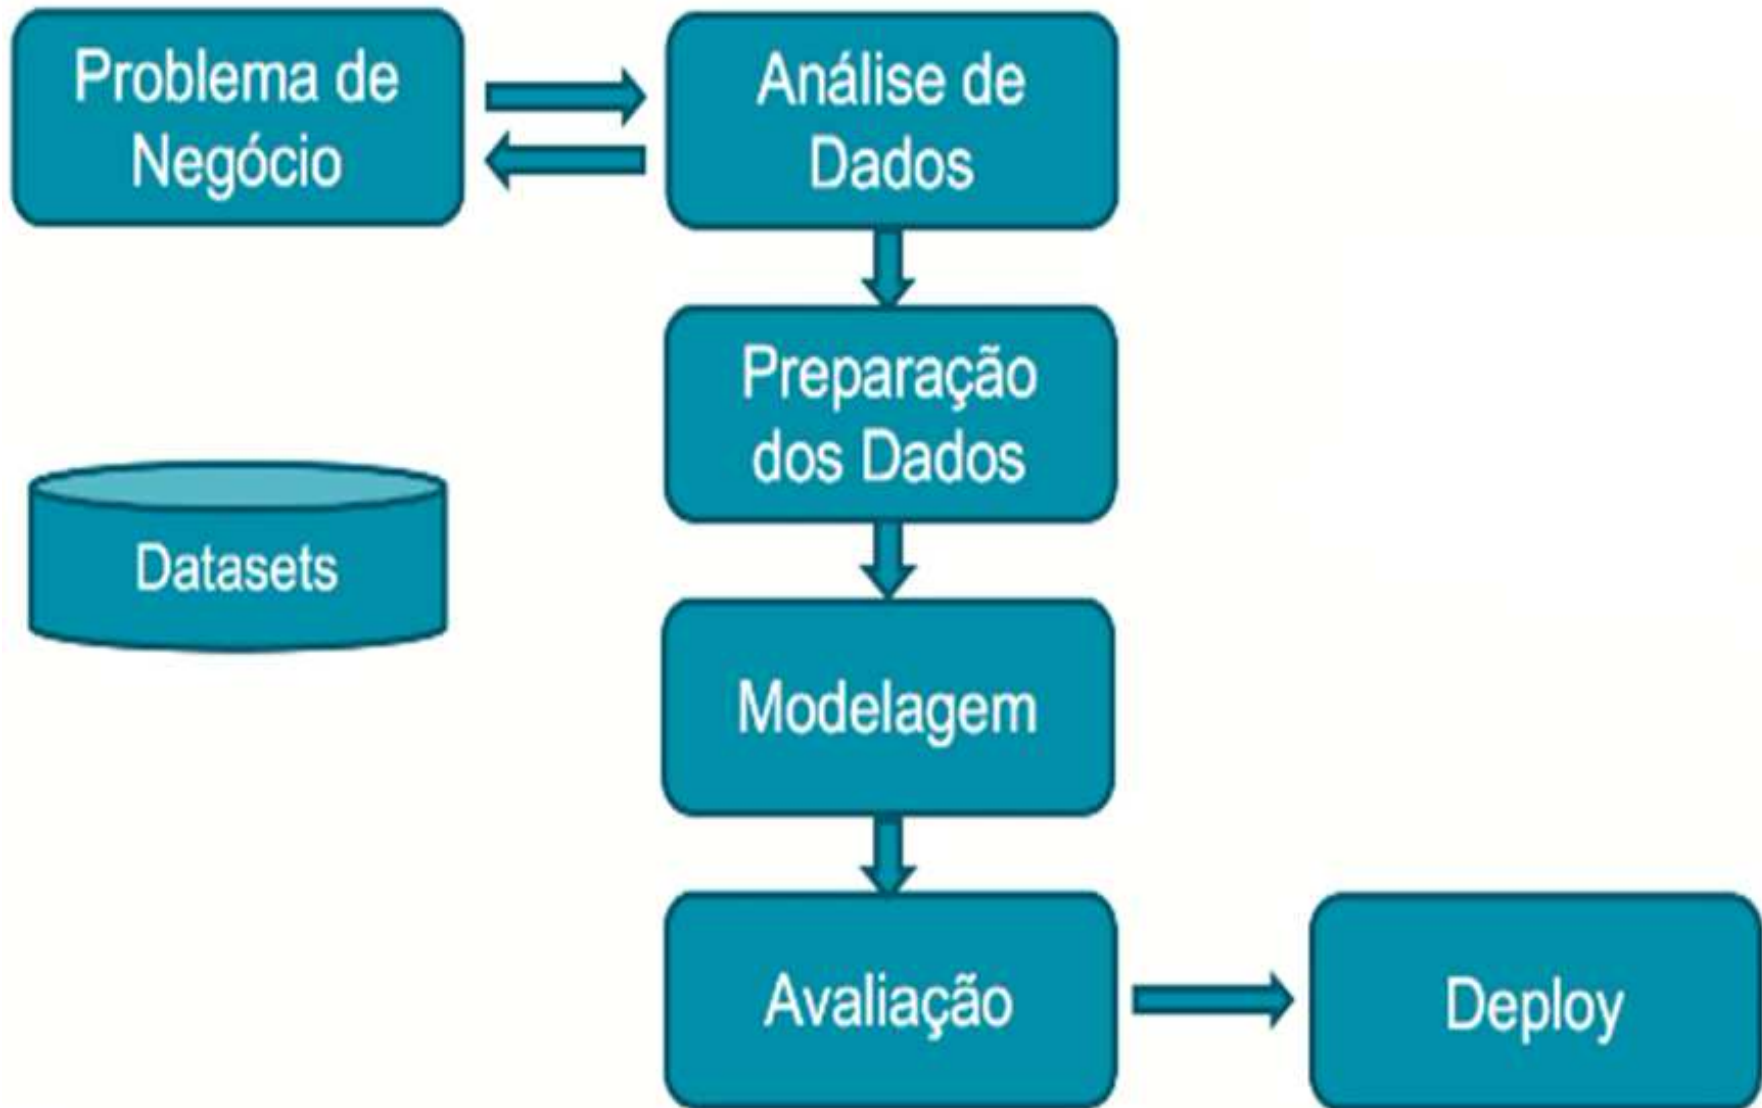 Problema de
Negócio
Análise de
Dados
Preparação
dos Dados
Datasets
Modelagem
Avaliação
Deploy